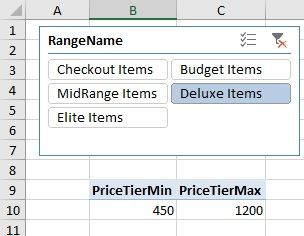 A B C
1 RangeName
2
3 Checkout Items Budget Items
4 MidRange Items Deluxe Items
5 Elite Items
6
7
8
9 PriceTierMin PriceTierMax
10 450 1200
11